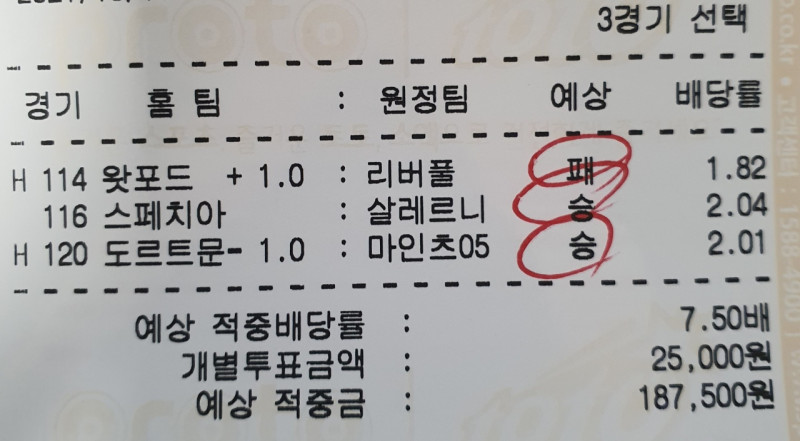 3경기 선택
경기 홈 팀 : 원정팀 예상 배당률
H 114 왓포드 + 1.0 : 리버풀 패 1.82
116 스페치아 : 살레르니 승 2.04
H 120 도르트문- 1.0 : 마인츠05 승 2.01
예상 적중배당률 : 7.50배
개별투표금액 : 25,000원
예상 적중금 : 187,500원
proto